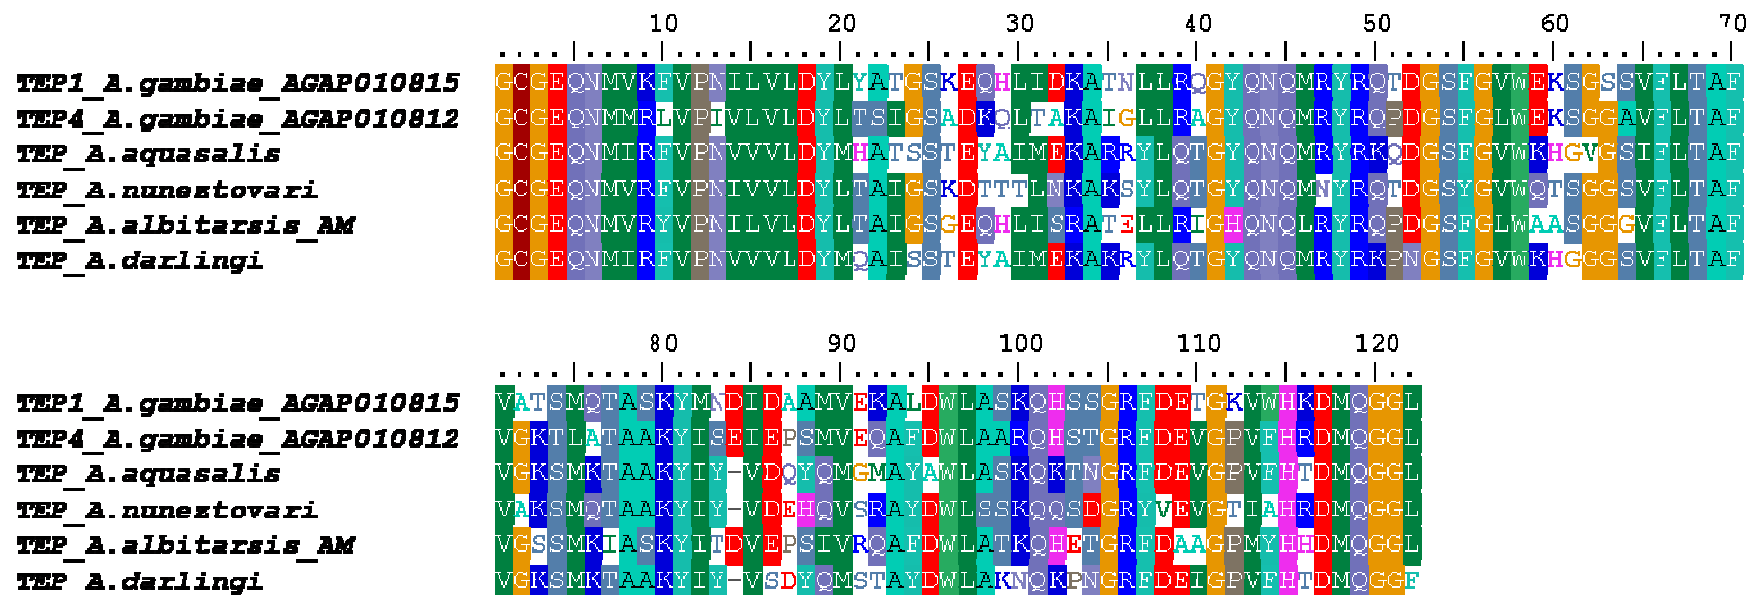 10 20 30 40 50 60 70
TEP1_A.gambiae_AGAP010815 GCGEQNMVKFVPNILVLDYLYATGSKEQHLIDKATNLLRQGYQNQMRYRQTDGSFGVWEKSGSSVFLTAF
TEP4_A.gambiae_AGAP010812 GCGEQNMMRLVPIVLVLDYLTSIGSADKQLTAKAIGLLRAGYQNQMRYRQPDGSFGLWEKSGGAVFLTAF
TEP_A.aquasalis GCGEQNMIRFVPNVVVLDYMHATSSTEYAIMEKARRYLQTGYQNQMRYRKQDGSFGVWKHGVGSIFLTAF
TEP_A.nuneztovari GCGEQNMVRFVPNIVVLDYLTAIGSKDTTTLNKAKSYLQTGYQNQMNYRQTDGSYGVWQTSGGSVFLTAF
TEP_A.albitarsis_AM GCGEQNMVRYVPNILVLDYLTAIGSGEQHLISRATELLRIGHQNQLRYRQPDGSFGLWAASGGGVFLTAF
TEP_A.darlingi GCGEQNMIRFVPNVVVLDYMQAISSTEYAIMEKAKRYLQTGYQNQMRYRKPNGSFGVWKHGGGSVFLTAF
80 90 100 110 120
TEP1_A.gambiae_AGAP010815 VATSMQTASKYMNDIDAAMVEKALDWLASKQHSSGRFDETGKVWHKDMQGGL
TEP4_A.gambiae_AGAP010812 VGKTLATAAKYISEIEPSMVEQAFDWLAARQHSTGRFDEVGPVFHRDMQGGL
TEP_A.aquasalis VGKSMKTAAKYIY-VDQYQMGMAYAWLASKQKTNGRFDEVGPVFHTDMQGGL
TEP_A.nuneztovari VAKSMQTAAKYIY-VDEHQVSRAYDWLSSKQQSDGRYVEVGTIAHRDMQGGL
TEP_A.albitarsis_AM VGSSMKIASKYITDVEPSIVRQAFDWLATKQHETGRFDAAGPMYHHDMQGGL
TEP_A.darlingi VGKSMKTAAKYIY-VSDYQMSTAYDWLAKNQKPNGRFDEIGPVFHTDMQGGF